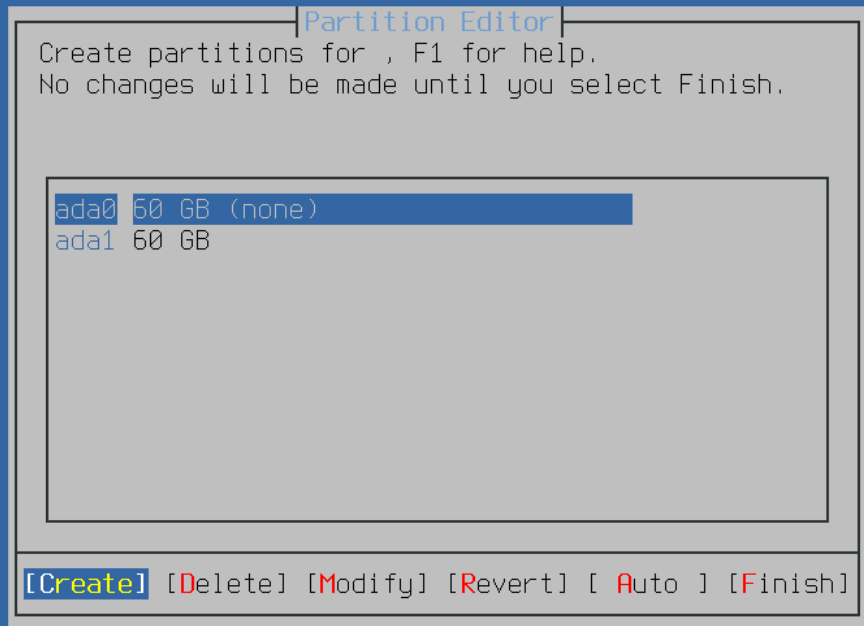 Partition Editor
Create partitions for , F1 for help.
No changes will be made until you select Finish.
ada0 60 GB (none)
ada1 60 GB
[Create] [Delete] [Modify] [Revert] [ Auto ] [Finish]